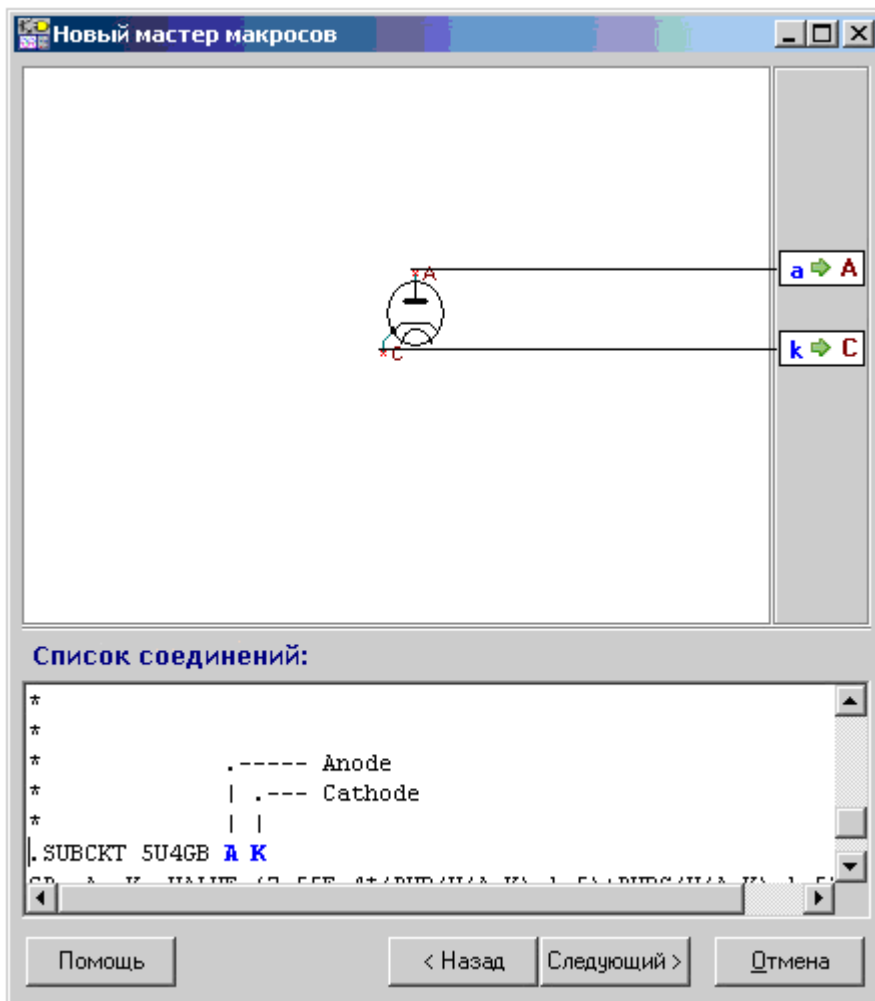 Новый мастер макросов
A
a A
C
k C
Список соединений:
*
*
* .----- Anode
* | .--- Cathode
* | |
.SUBCKT 5U4GB A K
Помощь
< Назад
Следующий >
Отмена